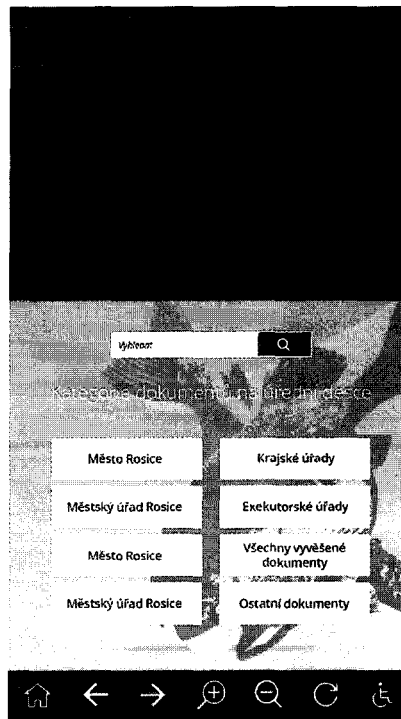 Vyhledat
Kategorie dokumentů na úřední desce
Město Rosice
Krajské úřady
Městský úřad Rosice
Exekutorské úřady
Město Rosice
Všechny vyvěšené
dokumenty
Městský úřad Rosice
Ostatní dokumenty